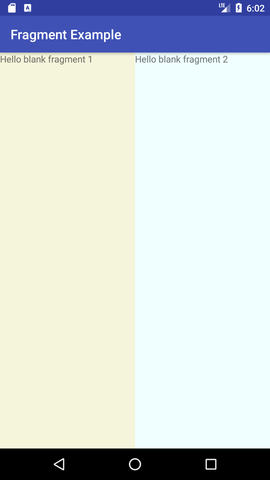 6:02
Fragment Example
Hello blank fragment 1
Hello blank fragment 2